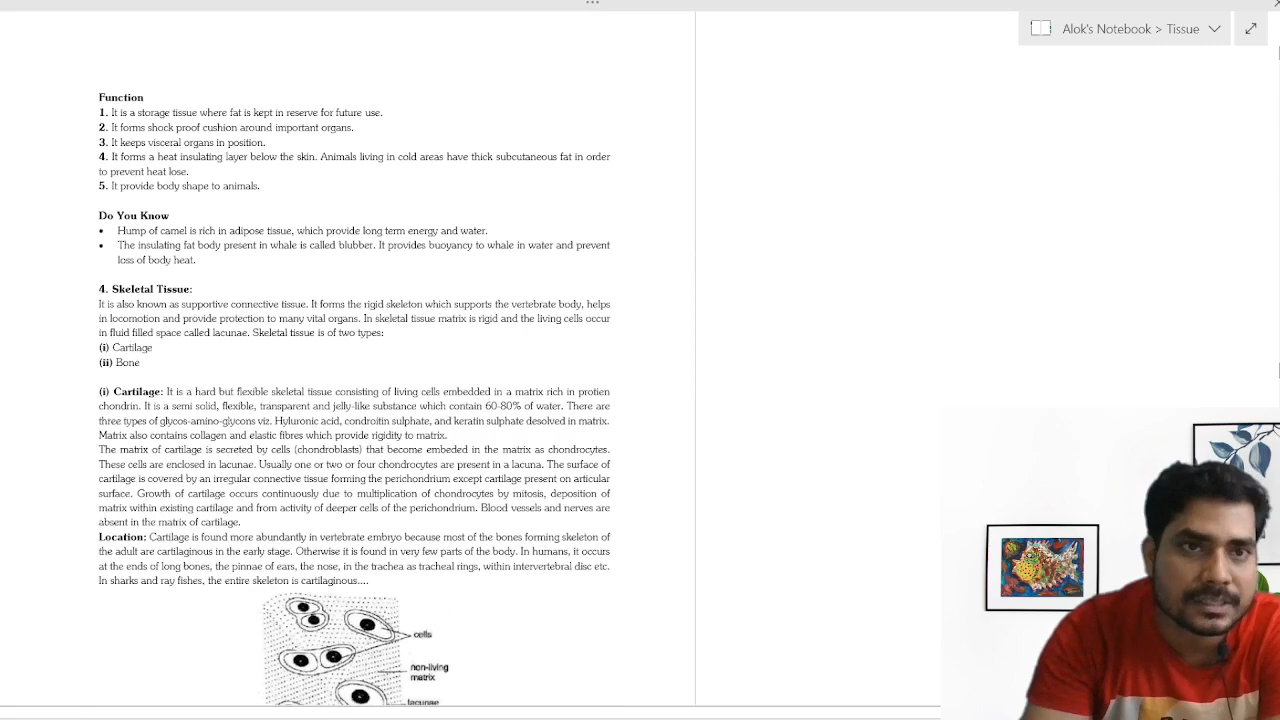 Alok's Notebook > Tissue
Function
1. It is a storage tissue where fat is kept in reserve for future use.
2. It forms shock proof cushion around important organs.
3. It keeps visceral organs in position.
4. It forms a heat insulating layer below the skin. Animals living in cold areas have thick subcutaneous fat in order
to prevent heat lose.
5. It provide body shape to animals.
Do You Know
• Hump of camel is rich in adipose tissue, which provide long term energy and water.
• The insulating fat body present in whale is called blubber. It provides buoyancy to whale in water and prevent
loss of body heat.
4. Skeletal Tissue:
It is also known as supportive connective tissue. It forms the rigid skeleton which supports the vertebrate body, helps
in locomotion and provide protection to many vital organs. In skeletal tissue matrix is rigid and the living cells occur
in fluid filled space called lacunae. Skeletal tissue is of two types:
(i) Cartilage
(ii) Bone
(i) Cartilage: It is a hard but flexible skeletal tissue consisting of living cells embedded in a matrix rich in protien
chondrin. It is a semi solid, flexible, transparent and jelly-like substance which contain 60-80% of water. There are
three types of glycos-amino-glycons viz. Hyluronic acid, condroitin sulphate, and keratin sulphate desolved in matrix.
Matrix also contains collagen and elastic fibres which provide rigidity to matrix.
The matrix of cartilage is secreted by cells (chondroblasts) that become embeded in the matrix as chondrocytes.
These cells are enclosed in lacunae. Usually one or two or four chondrocytes are present in a lacuna. The surface of
cartilage is covered by an irregular connective tissue forming the perichondrium except cartilage present on articular
surface. Growth of cartilage occurs continuously due to multiplication of chondrocytes by mitosis, deposition of
matrix within existing cartilage and from activity of deeper cells of the perichondrium. Blood vessels and nerves are
absent in the matrix of cartilage.
Location: Cartilage is found more abundantly in vertebrate embryo because most of the bones forming skeleton of
the adult are cartilaginous in the early stage. Otherwise it is found in very few parts of the body. In humans, it occurs
at the ends of long bones, the pinnae of ears, the nose, in the trachea as tracheal rings, within intervertebral disc etc.
In sharks and ray fishes, the entire skeleton is cartilaginous....
cells
non-living
matrix
lacunae